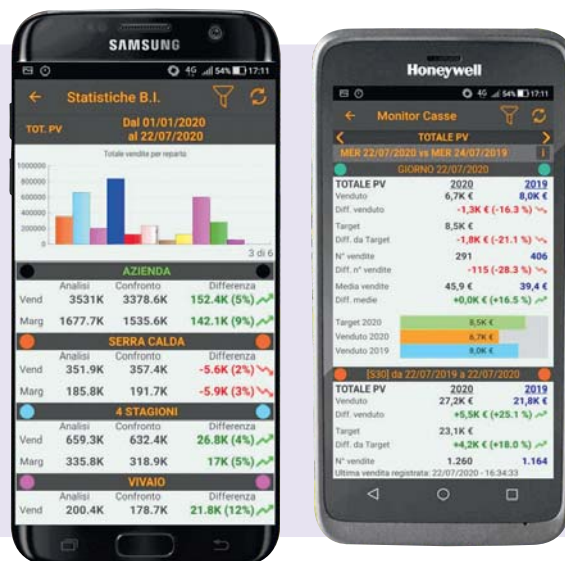 SAMSUNG
4G 54% 17:11
Statistiche B.I.
TOT. PV
Dal 01/01/2020
al 22/07/2020
Totale vendite per reparto
1000000
800000
600000
400000
200000
0
3 di 6
AZIENDA
Analisi Confronto Differenza
Vend 3531K 3378.6K 152.4K (5%)
Marg 1677.7K 1535.6K 142.1K (9%)
SERRA CALDA
Analisi Confronto Differenza
Vend 351.9K 357.4K -5.6K (2%)
Marg 185.8K 191.7K -5.9K (3%)
4 STAGIONI
Analisi Confronto Differenza
Vend 659.3K 632.4K 26.8K (4%)
Marg 335.8K 318.9K 17K (5%)
VIVAIO
Analisi Confronto Differenza
Vend 200.4K 178.7K 21.8K (12%)
Honeywell
4G 54% 17:11
Monitor Casse
TOTALE PV
MER 22/07/2020 vs MER 24/07/2019 i
GIORNO 22/07/2020
TOTALE PV 2020 2019
Venduto 6,7K € 8,0K €
Diff. venduto -1,3K € (-16.3 %)
Target 8,5K €
Diff. da Target -1,8K € (-21.1 %)
N° vendite 291 406
Diff. n° vendite -115 (-28.3 %)
Media vendite 45,9 € 39,4 €
Diff. medie +0,0K € (+16.5 %)
Target 2020 8,5K €
Venduto 2020 6,7K €
Venduto 2019 8,0K €
[S30] da 22/07/2019 a 22/07/2020
TOTALE PV 2020 2019
Venduto 27,2K € 21,8K €
Diff. venduto +5,5K € (+25.1 %)
Target 23,1K €
Diff. da Target +4,2K € (+18.0 %)
N° vendite 1.260 1.164
Ultima vendita registrata: 22/07/2020 - 16:34:33